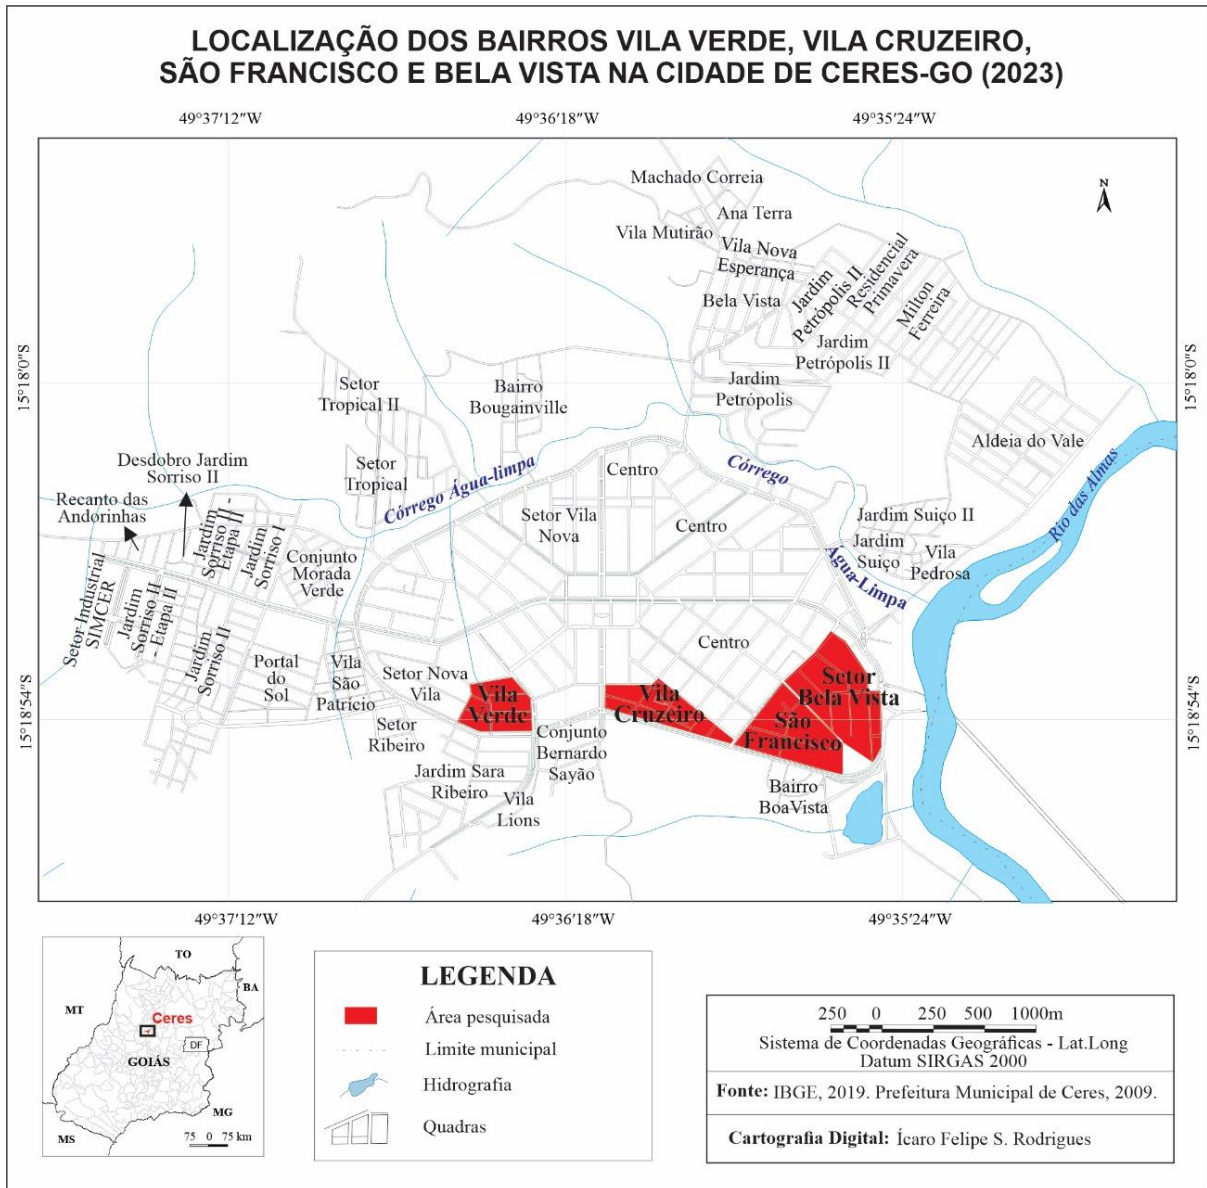 LOCALIZAÇÃO DOS BAIRROS VILA VERDE, VILA CRUZEIRO,
SÃO FRANCISCO E BELA VISTA NA CIDADE DE CERES-GO (2023)
49°37'12"W
49°36'18"W
49°35'24"W
15°18'0"S
15°18'0"S
15°18'54"S
15°18'54"S
N
Machado Correia
Ana Terra
Vila Mutirão
Vila Nova
Esperança
Bela Vista
Jardim
Petrópolis II
Residencial
Primavera
Milton
Ferreira
Jardim
Petrópolis II
Jardim
Petrópolis
Setor
Tropical II
Bairro
Bougainville
Aldeia do Vale
Desdobro Jardim
Sorriso II
Setor
Tropical
Córrego Água-limpa
Centro
Córrego
Rio das Almas
Recanto das
Andorinhas
Jardim
Sorriso II -
Etapa II
Jardim
Sorriso I
Setor Vila
Nova
Centro
Jardim Suiço II
Jardim
Suiço
Vila
Pedrosa
Água-Limpa
Conjunto
Morada
Verde
Setor Industrial
SIMCER
Jardim
Sorriso II
- Etapa II
Jardim
Sorriso II
Portal
do
Sol
Vila
São
Patrício
Setor Nova
Vila
Centro
Vila
Verde
Vila
Cruzeiro
Setor
Bela Vista
São
Francisco
Setor
Ribeiro
Conjunto
Bernardo
Sayão
Jardim Sara
Ribeiro
Vila
Lions
Bairro
BoaVista
49°37'12"W
49°36'18"W
49°35'24"W
TO
BA
MT
Ceres
DF
GOIÁS
MG
MS
75 0 75 km
LEGENDA
Área pesquisada
Limite municipal
Hidrografia
Quadras
250 0 250 500 1000m
Sistema de Coordenadas Geográficas - Lat.Long
Datum SIRGAS 2000
Fonte: IBGE, 2019. Prefeitura Municipal de Ceres, 2009.
Cartografia Digital: Ícaro Felipe S. Rodrigues